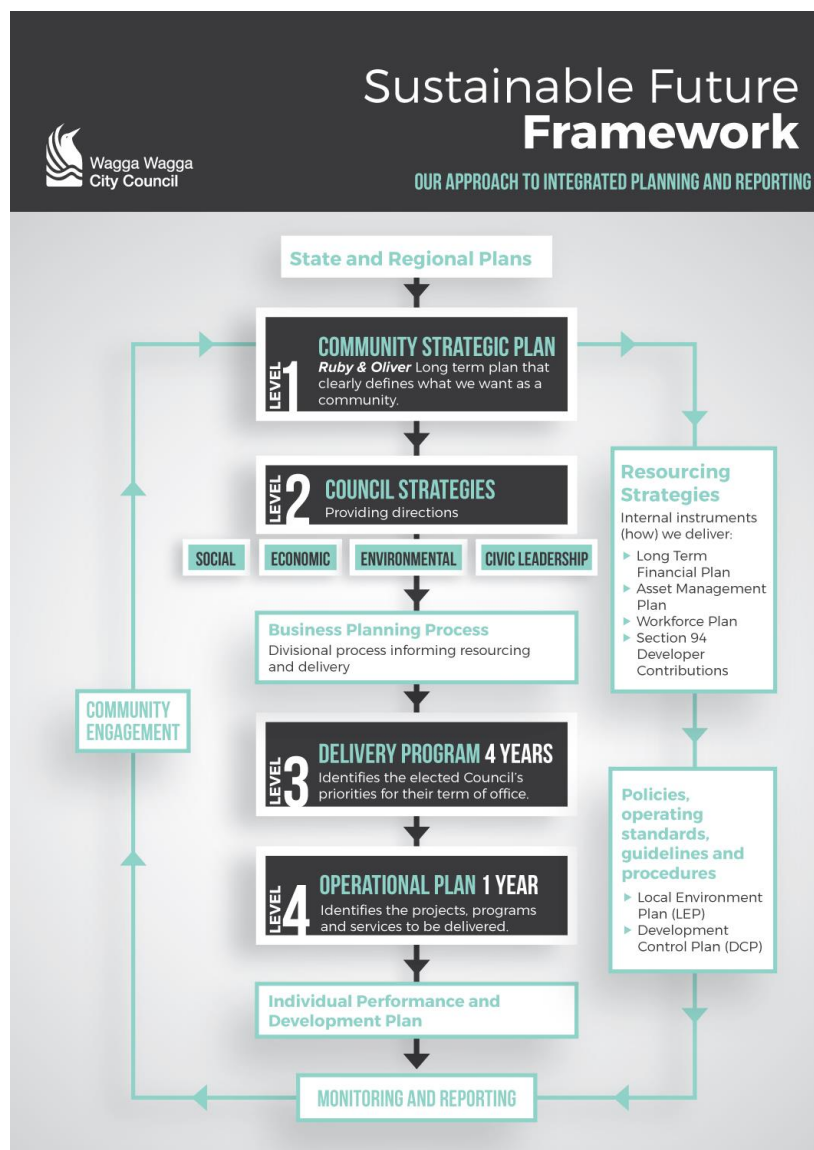 Sustainable Future
Framework
Wagga Wagga
City Council
OUR APPROACH TO INTEGRATED PLANNING AND REPORTING
State and Regional Plans
LEVEL 1
COMMUNITY STRATEGIC PLAN
Ruby & Oliver Long term plan that
clearly defines what we want as a
community.
LEVEL 2
COUNCIL STRATEGIES
Providing directions
SOCIAL
ECONOMIC
ENVIRONMENTAL
CIVIC LEADERSHIP
Business Planning Process
Divisional process informing resourcing
and delivery
LEVEL 3
DELIVERY PROGRAM 4 YEARS
Identifies the elected Council's
priorities for their term of office.
LEVEL 4
OPERATIONAL PLAN 1 YEAR
Identifies the projects, programs
and services to be delivered.
Individual Performance and
Development Plan
MONITORING AND REPORTING
COMMUNITY
ENGAGEMENT
Resourcing
Strategies
Internal instruments
(how) we deliver:
Long Term
Financial Plan
Asset Management
Plan
Workforce Plan
Section 94
Developer
Contributions
Policies,
operating
standards,
guidelines and
procedures
Local Environment
Plan (LEP)
Development
Control Plan (DCP)